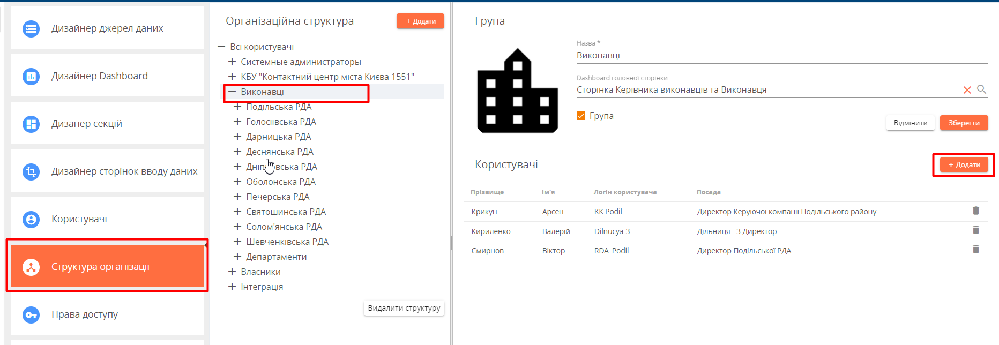 Дизайнер джерел даних
Дизайнер Dashboard
Дизанер секцій
Дизайнер сторінок вводу даних
Користувачі
Структура організації
Права доступу
Організаційна структура
+ Додати
Всі користувачі
Системные администраторы
КБУ "Контактний центр міста Києва 1551"
Виконавці
Подільська РДА
Голосіївська РДА
Дарницька РДА
Деснянська РДА
РДА
Оболонська РДА
Печерська РДА
Святошинська РДА
Солом'янська РДА
Шевченківська РДА
Департаменти
Власники
Інтеграція
Видалити структуру
Група
Назва *
Виконавці
Dashboard головної сторінки
Сторінка Керівника виконавців та Виконавця
Група
Відмінити
Зберегти
Користувачі
+ Додати
Прізвище Ім'я Логін користувача Посада
Крикун Арсен KK Podil Директор Керуючої компанії Подільського району
Кириленко Валерій Dilnucya-3 Дільниця - 3 Директор
Смирнов Віктор RDA_Podil Директор Подільської РДА